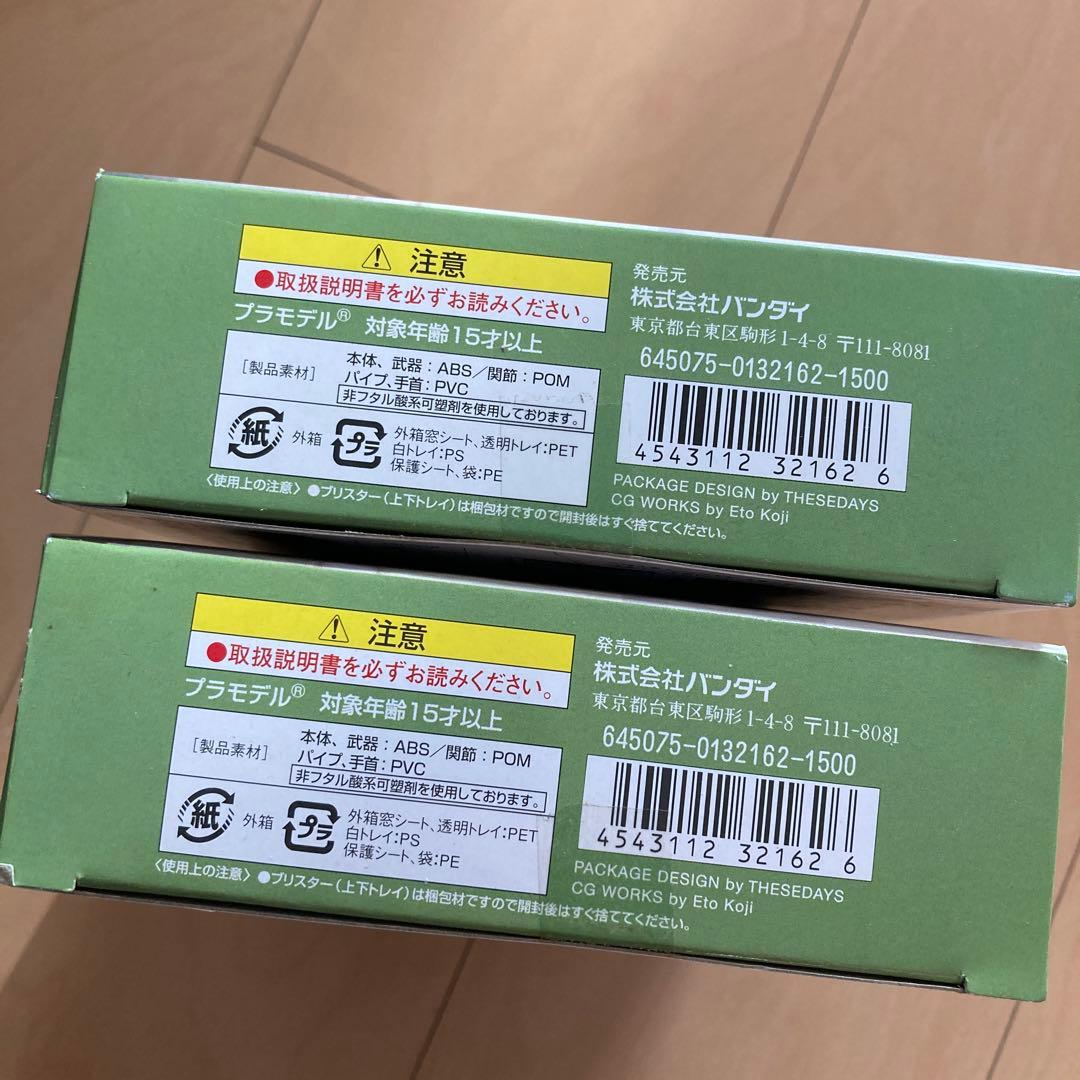 ⚠ 注意
●取扱説明書を必ずお読みください。
プラモデル® 対象年齢15才以上
[製品素材] 本体、武器：ABS／関節：POM
パイプ、手首：PVC
非フタル酸系可塑剤を使用しております。
紙 外箱 プラ 外箱窓シート、透明トレイ：PET
白トレイ：PS
保護シート、袋：PE
〈使用上の注意〉●ブリスター（上下トレイ）は梱包材ですので開封後はすぐ捨ててください。
発売元
株式会社バンダイ
東京都台東区駒形1-4-8 〒111-8081
645075-0132162-1500
4543112 321626
PACKAGE DESIGN by THESEDAYS
CG WORKS by Eto Koji
⚠ 注意
●取扱説明書を必ずお読みください。
プラモデル® 対象年齢15才以上
[製品素材] 本体、武器：ABS／関節：POM
パイプ、手首：PVC
非フタル酸系可塑剤を使用しております。
紙 外箱 プラ 外箱窓シート、透明トレイ：PET
白トレイ：PS
保護シート、袋：PE
〈使用上の注意〉●ブリスター（上下トレイ）は梱包材ですので開封後はすぐ捨ててください。
発売元
株式会社バンダイ
東京都台東区駒形1-4-8 〒111-8081
645075-0132162-1500
4543112 321626
PACKAGE DESIGN by THESEDAYS
CG WORKS by Eto Koji